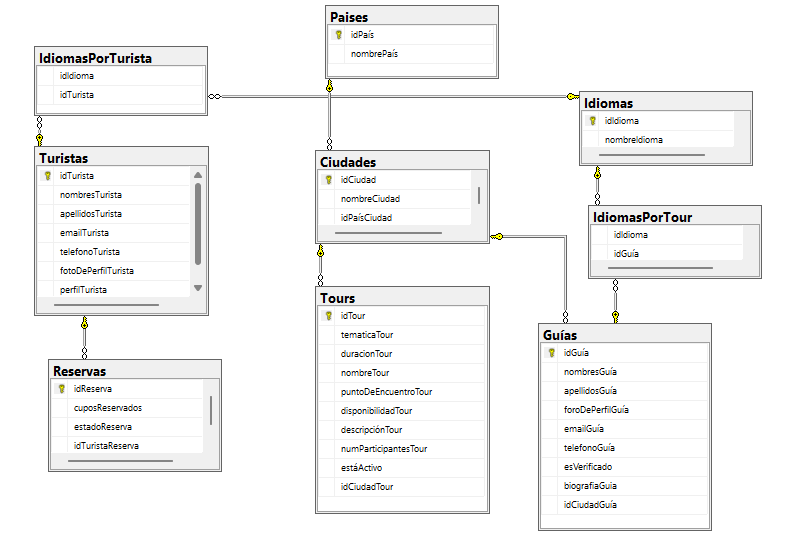 Paises
idPaís
nombrePaís
IdiomasPorTurista
idIdioma
idTurista
Idiomas
idIdioma
nombreIdioma
Turistas
idTurista
nombresTurista
apellidosTurista
emailTurista
telefonoTurista
fotoDePerfilTurista
perfilTurista
Ciudades
idCiudad
nombreCiudad
idPaísCiudad
IdiomasPorTour
idIdioma
idGuía
Tours
idTour
tematicaTour
duracionTour
nombreTour
puntoDeEncuentroTour
disponibilidadTour
descripciónTour
numParticipantesTour
estáActivo
idCiudadTour
Guías
idGuía
nombresGuía
apellidosGuía
foroDePerfilGuía
emailGuía
telefonoGuía
esVerificado
biografiaGuia
idCiudadGuía
Reservas
idReserva
cuposReservados
estadoReserva
idTuristaReserva